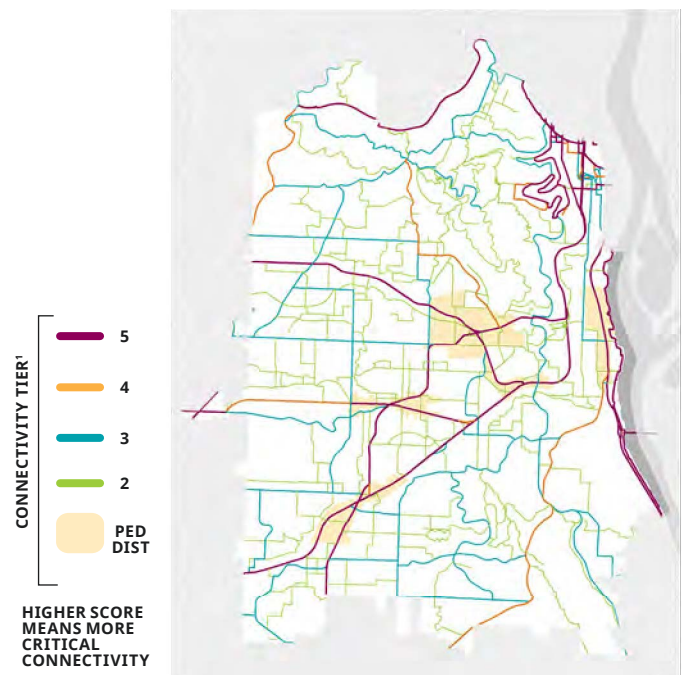 CONNECTIVITY TIER¹
5
4
3
2
PED
DIST
HIGHER SCORE
MEANS MORE
CRITICAL
CONNECTIVITY